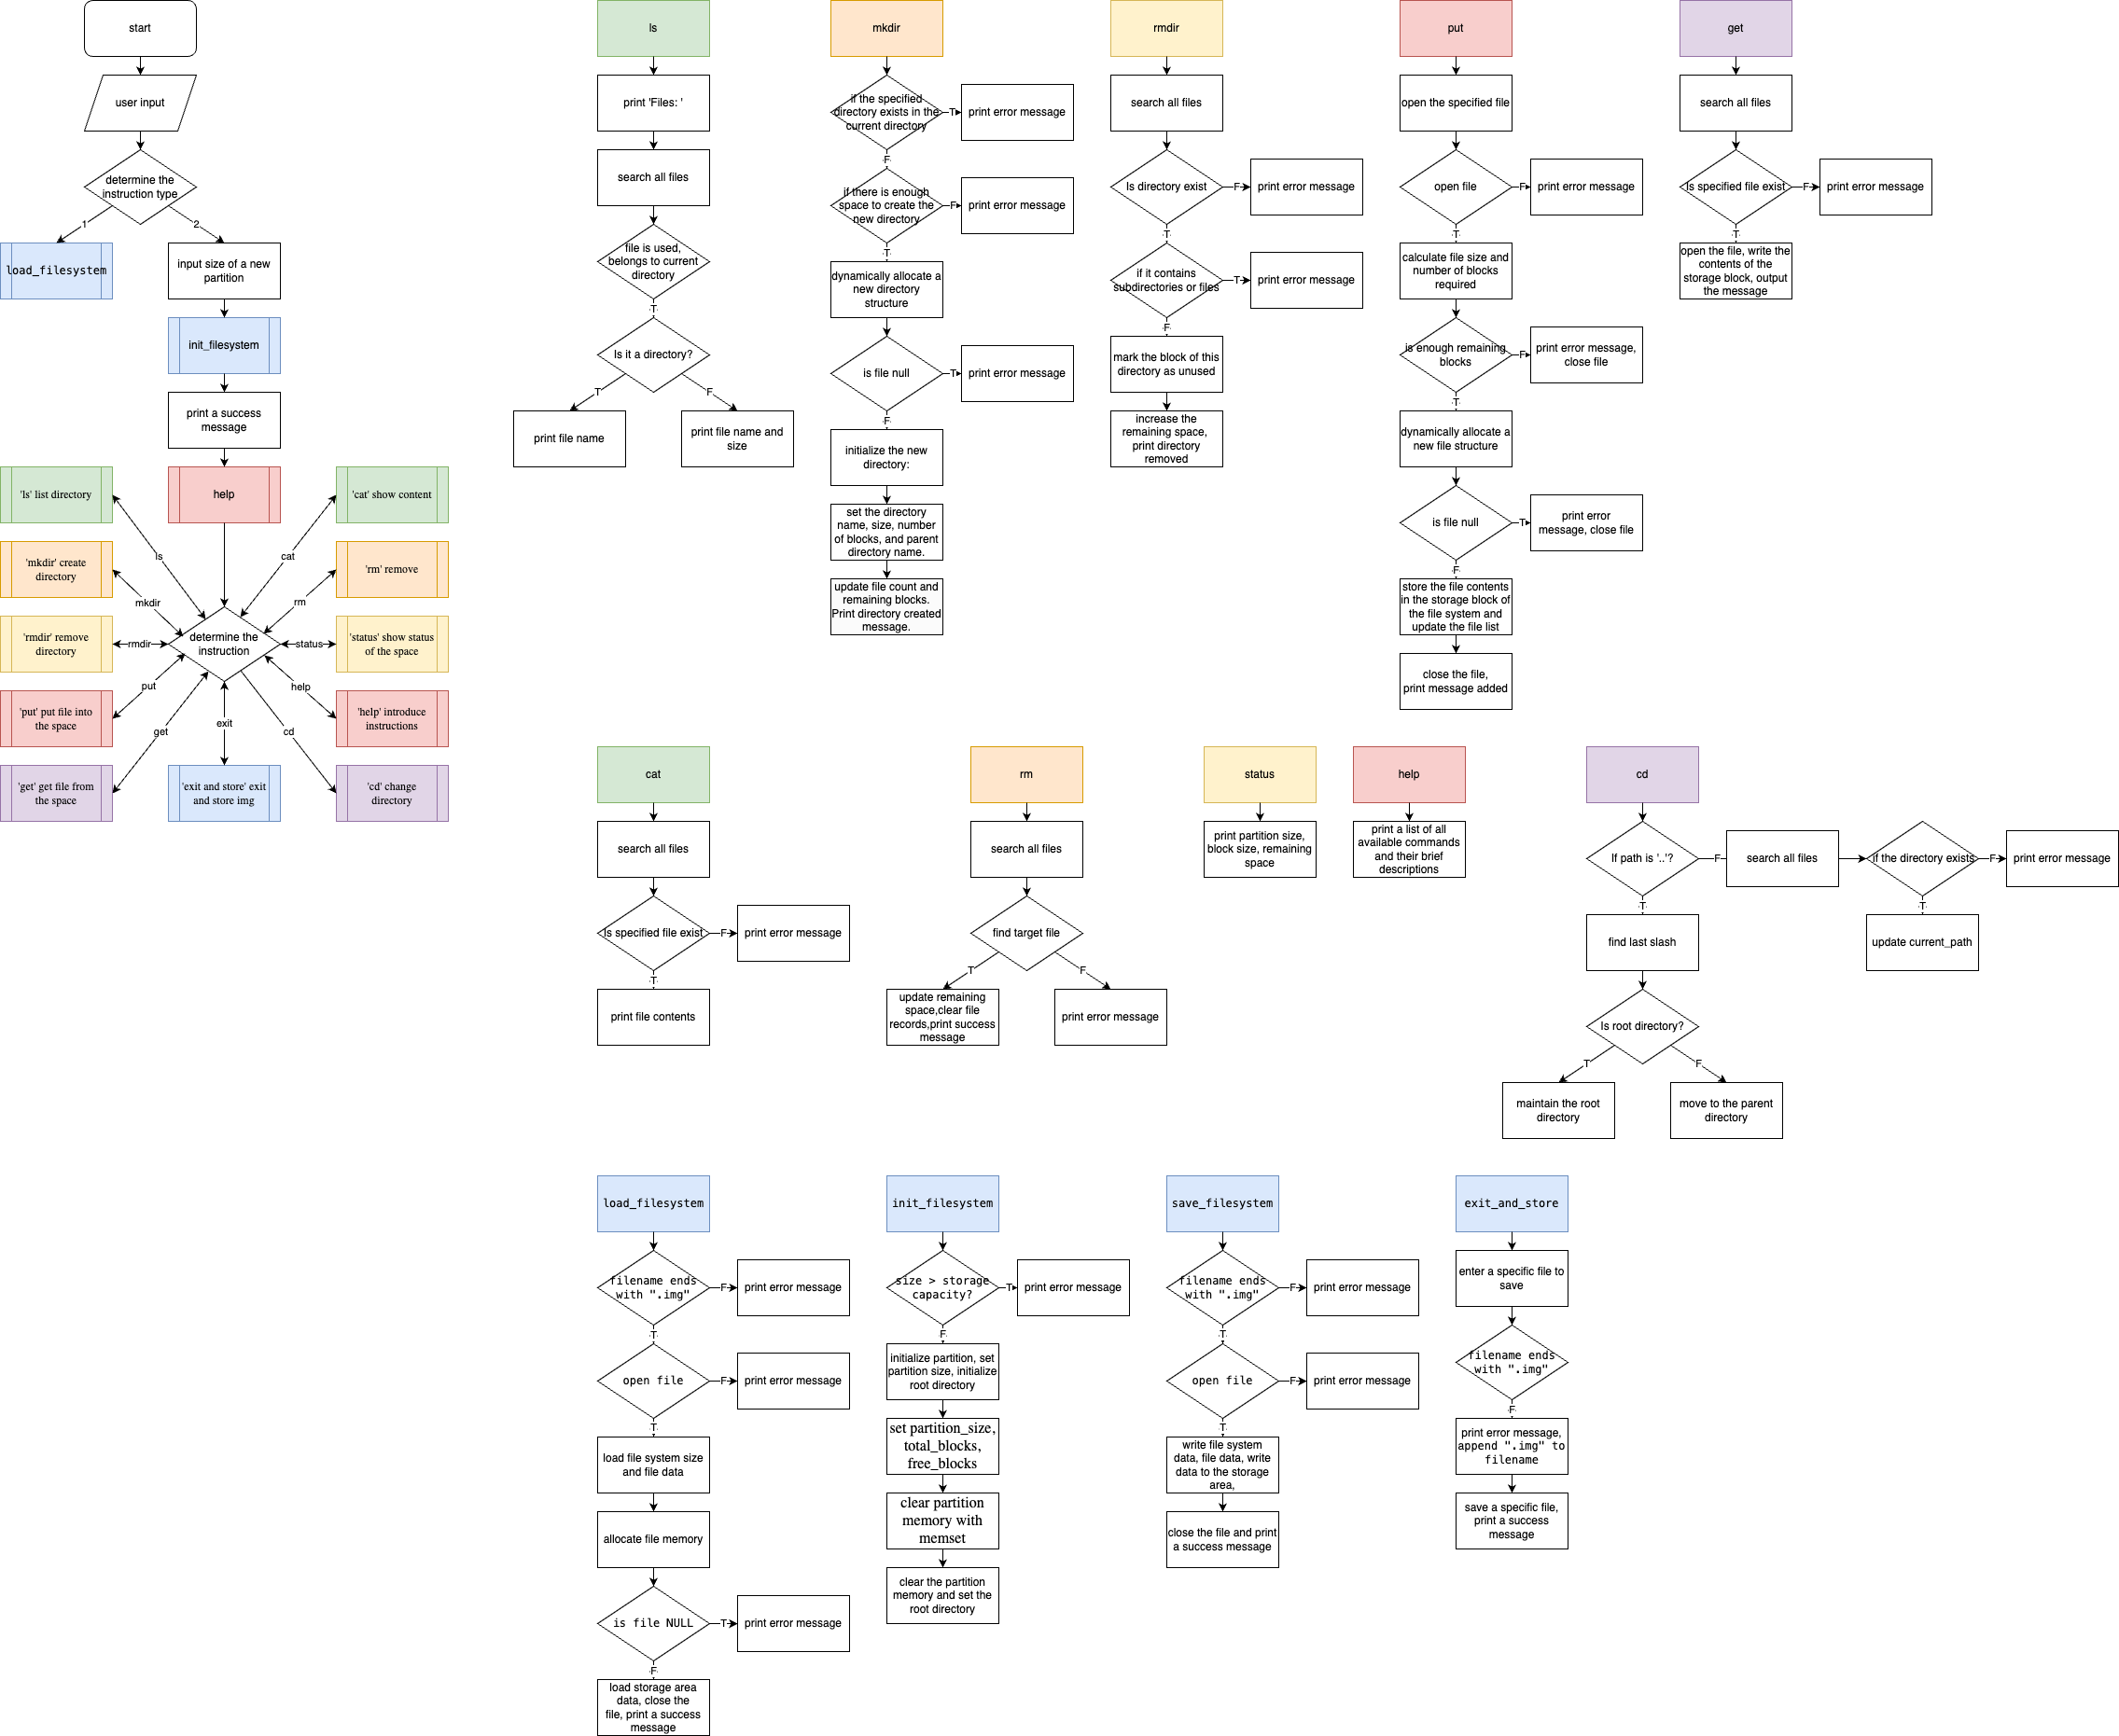 start
user input
determine the
instruction type
1
2
load_filesystem
input size of a new
partition
init_filesystem
print a success
message
'ls' list directory
help
'cat' show content
ls
cat
'mkdir' create
directory
'rm' remove
mkdir
rm
'rmdir' remove
directory
rmdir
determine the
instruction
status
'status' show status
of the space
put
help
'put' put file into
the space
exit
'help' introduce
instructions
get
cd
'get' get file from
the space
'exit and store' exit
and store img
'cd' change
directory
ls
print 'Files: '
search all files
file is used,
belongs to current
directory
T
Is it a directory?
T
F
print file name
print file name and
size
mkdir
if the specified
directory exists in the
current directory
T
print error message
F
if there is enough
space to create the
new directory
F
print error message
T
dynamically allocate a
new directory
structure
is file null
T
print error message
F
initialize the new
directory:
set the directory
name, size, number
of blocks, and parent
directory name.
update file count and
remaining blocks.
Print directory created
message.
rmdir
search all files
Is directory exist
F
print error message
T
if it contains
subdirectories or files
T
print error message
F
mark the block of this
directory as unused
increase the
remaining space,
print directory
removed
put
open the specified file
open file
F
print error message
T
calculate file size and
number of blocks
required
is enough remaining
blocks
F
print error message,
close file
T
dynamically allocate a
new file structure
is file null
T
print error
message, close file
F
store the file contents
in the storage block of
the file system and
update the file list
close the file,
print message added
get
search all files
Is specified file exist
F
print error message
T
open the file, write the
contents of the
storage block, output
the message
cat
search all files
Is specified file exist
F
print error message
T
print file contents
rm
search all files
find target file
T
F
update remaining
space,clear file
records,print success
message
print error message
status
print partition size,
block size, remaining
space
help
print a list of all
available commands
and their brief
descriptions
cd
If path is '..'?
F
search all files
if the directory exists
F
print error message
T
T
find last slash
update current_path
Is root directory?
T
F
maintain the root
directory
move to the parent
directory
load_filesystem
filename ends
with ".img"
F
print error message
T
open file
F
print error message
T
load file system size
and file data
allocate file memory
is file NULL
T
print error message
F
load storage area
data, close the
file, print a success
message
init_filesystem
size > storage
capacity?
T
print error message
F
initialize partition, set
partition size, initialize
root directory
set partition_size,
total_blocks,
free_blocks
clear partition
memory with
memset
clear the partition
memory and set the
root directory
save_filesystem
filename ends
with ".img"
F
print error message
T
open file
F
print error message
T
write file system
data, file data, write
data to the storage
area,
close the file and print
a success message
exit_and_store
enter a specific file to
save
filename ends
with ".img"
F
print error message,
append ".img" to
filename
save a specific file,
print a success
message